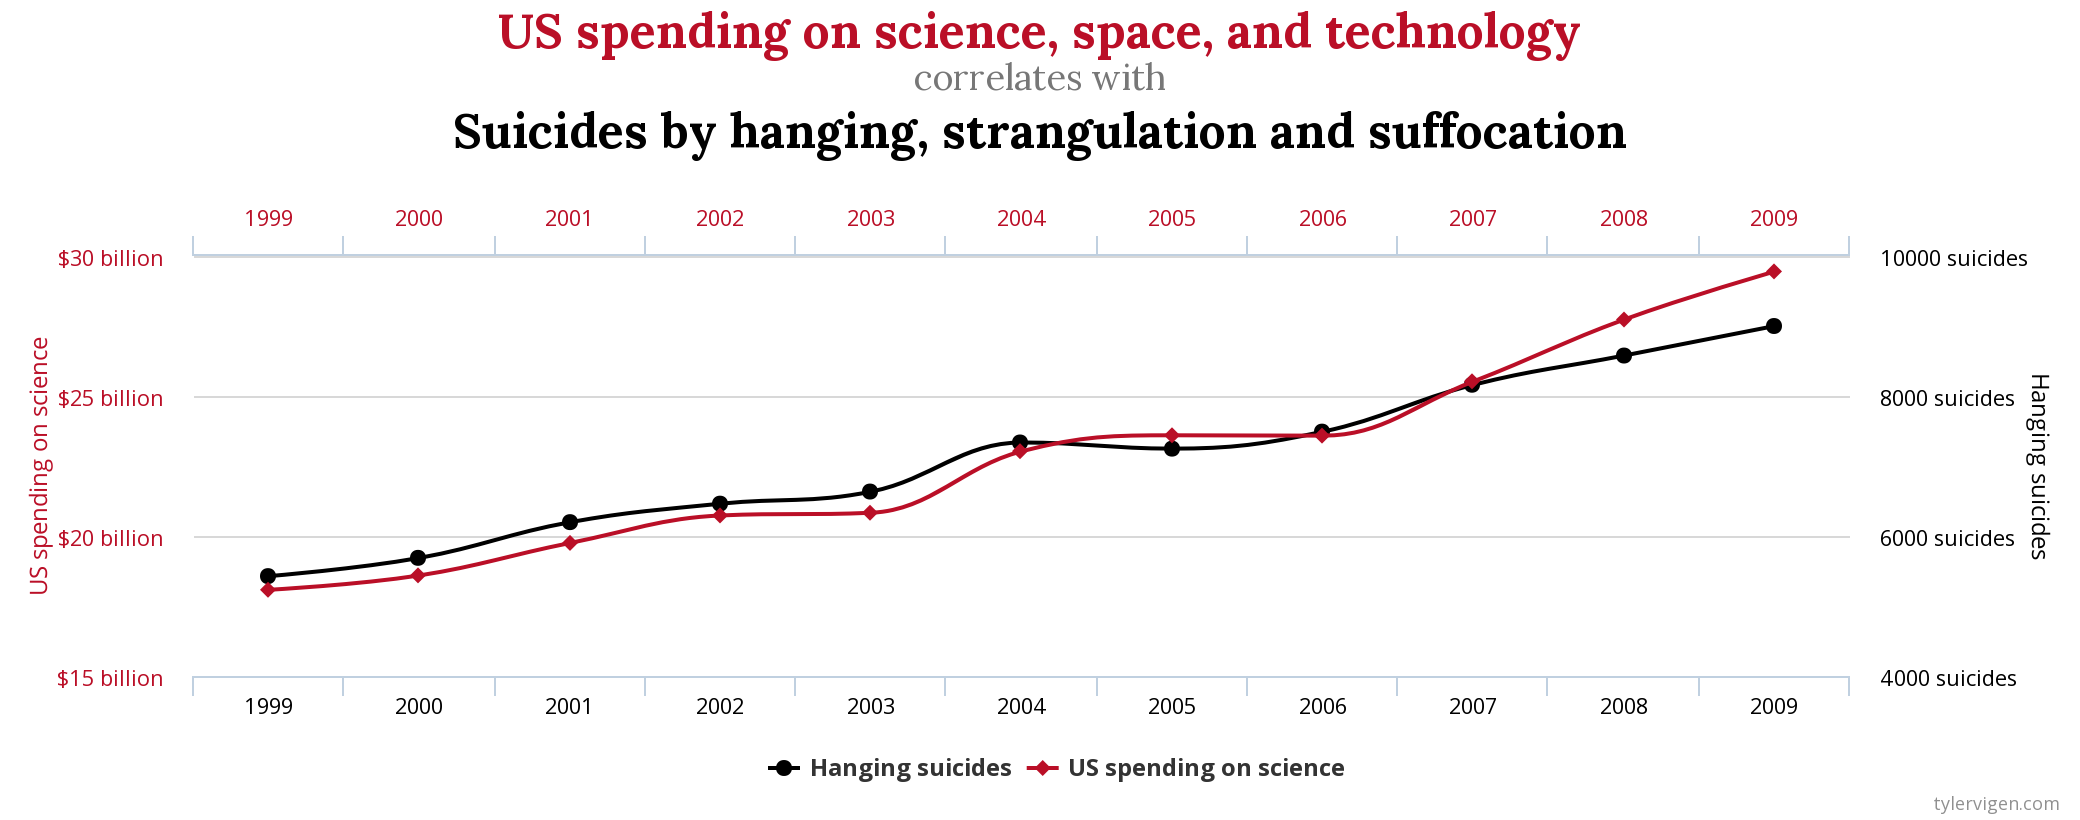 US spending on science, space, and technology
correlates with
Suicides by hanging, strangulation and suffocation
1999 2000 2001 2002 2003 2004 2005 2006 2007 2008 2009
$30 billion 10000 suicides
$25 billion 8000 suicides
$20 billion 6000 suicides
$15 billion 4000 suicides
US spending on science
Hanging suicides
1999 2000 2001 2002 2003 2004 2005 2006 2007 2008 2009
Hanging suicides US spending on science
tylervigen.com